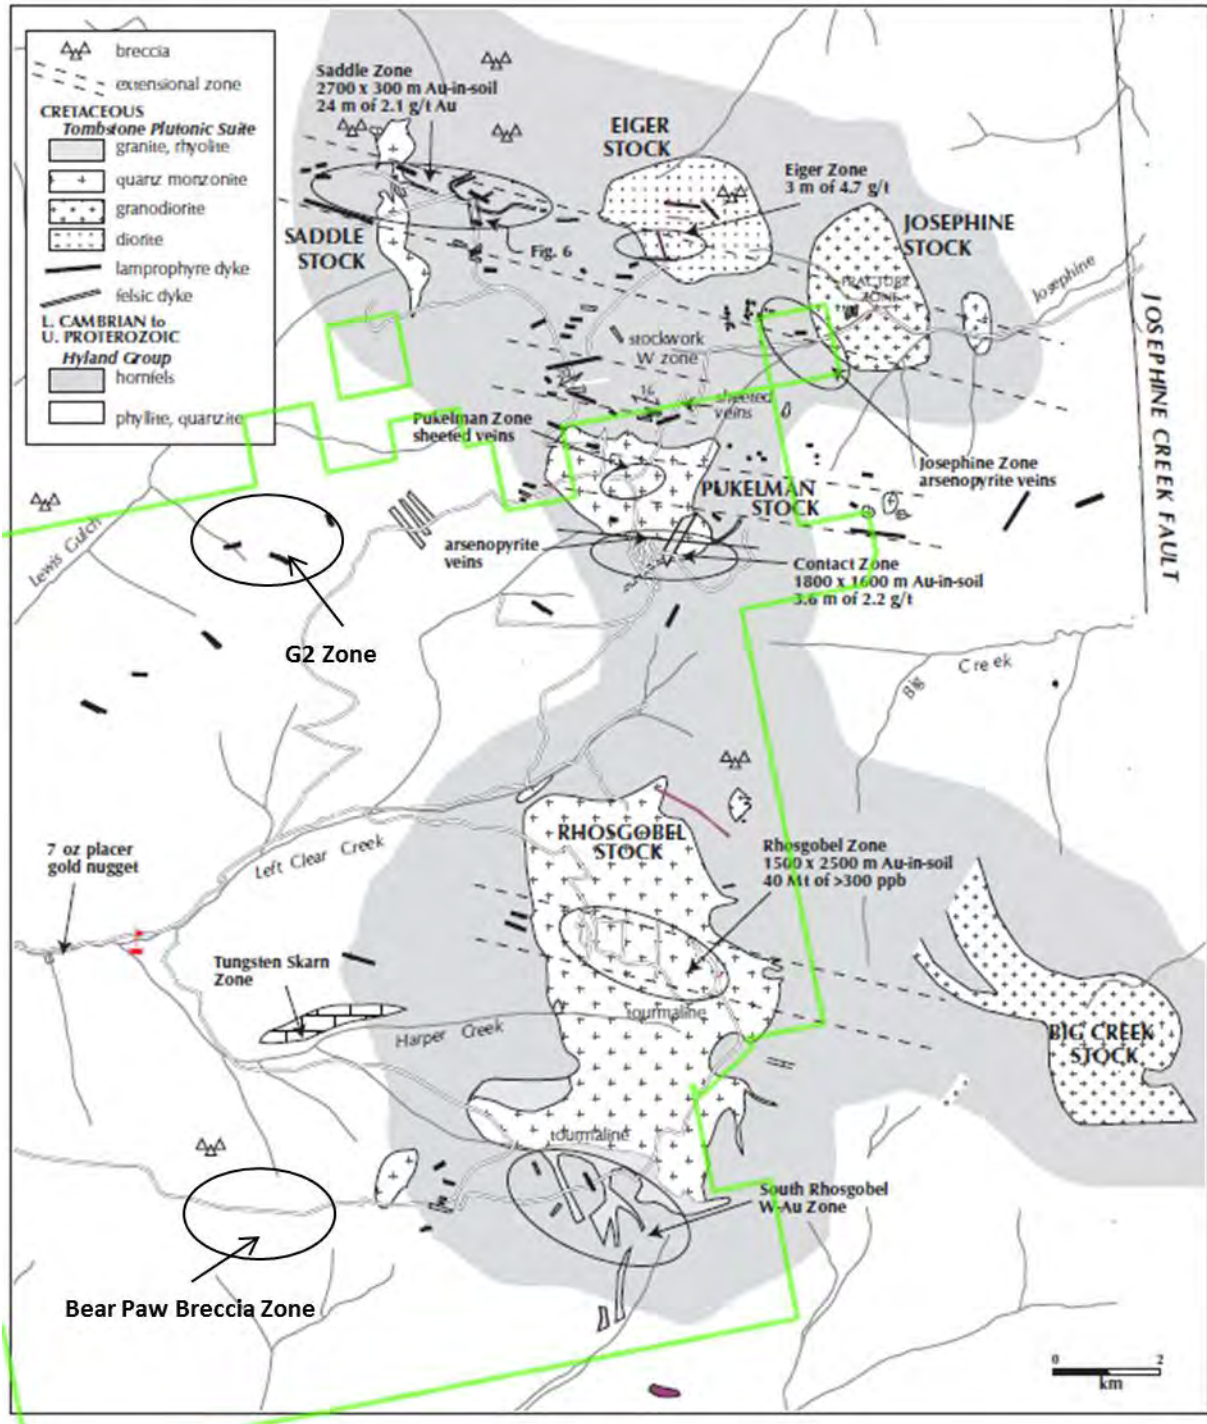 breccia
extensional zone
CRETACEOUS
Tombstone Plutonic Suite
granite, rhyolite
quanz monzonite
granodiorite
diorite
lamprophyre dyke
felsic dyke
L. CAMBRIAN to
U. PROTEROZOIC
Hyland Group
hornfels
phyllite, quanzite
Saddle Zone
2700 x 300 m Au-in-soil
24 m of 2.1 g/t Au
EIGER
STOCK
Eiger Zone
3 m of 4.7 g/t
JOSEPHINE
STOCK
SADDLE
STOCK
Fig. 6
FRACTURE
ZONE
Josephine
JOSEPHINE CREEK FAULT
stockwork
W zone
16
sheeted
veins
Pukelman Zone
sheeted veins
PUKELMAN
STOCK
Josephine Zone
arsenopyrite veins
Lewis Gulch
arsenopyrite
veins
Contact Zone
1800 x 1600 m Au-in-soil
3.6 m of 2.2 g/t
G2 Zone
Big Creek
RHOSGOBEL
STOCK
Rhosgobel Zone
1500 x 2500 m Au-in-soil
40 Mt of >300 ppb
7 oz placer
gold nugget
Left Clear Creek
Tungsten Skarn
Zone
Harper Creek
tourmaline
BIG CREEK
STOCK
tourmaline
South Rhosgobel
W-Au Zone
Bear Paw Breccia Zone
0 2
km